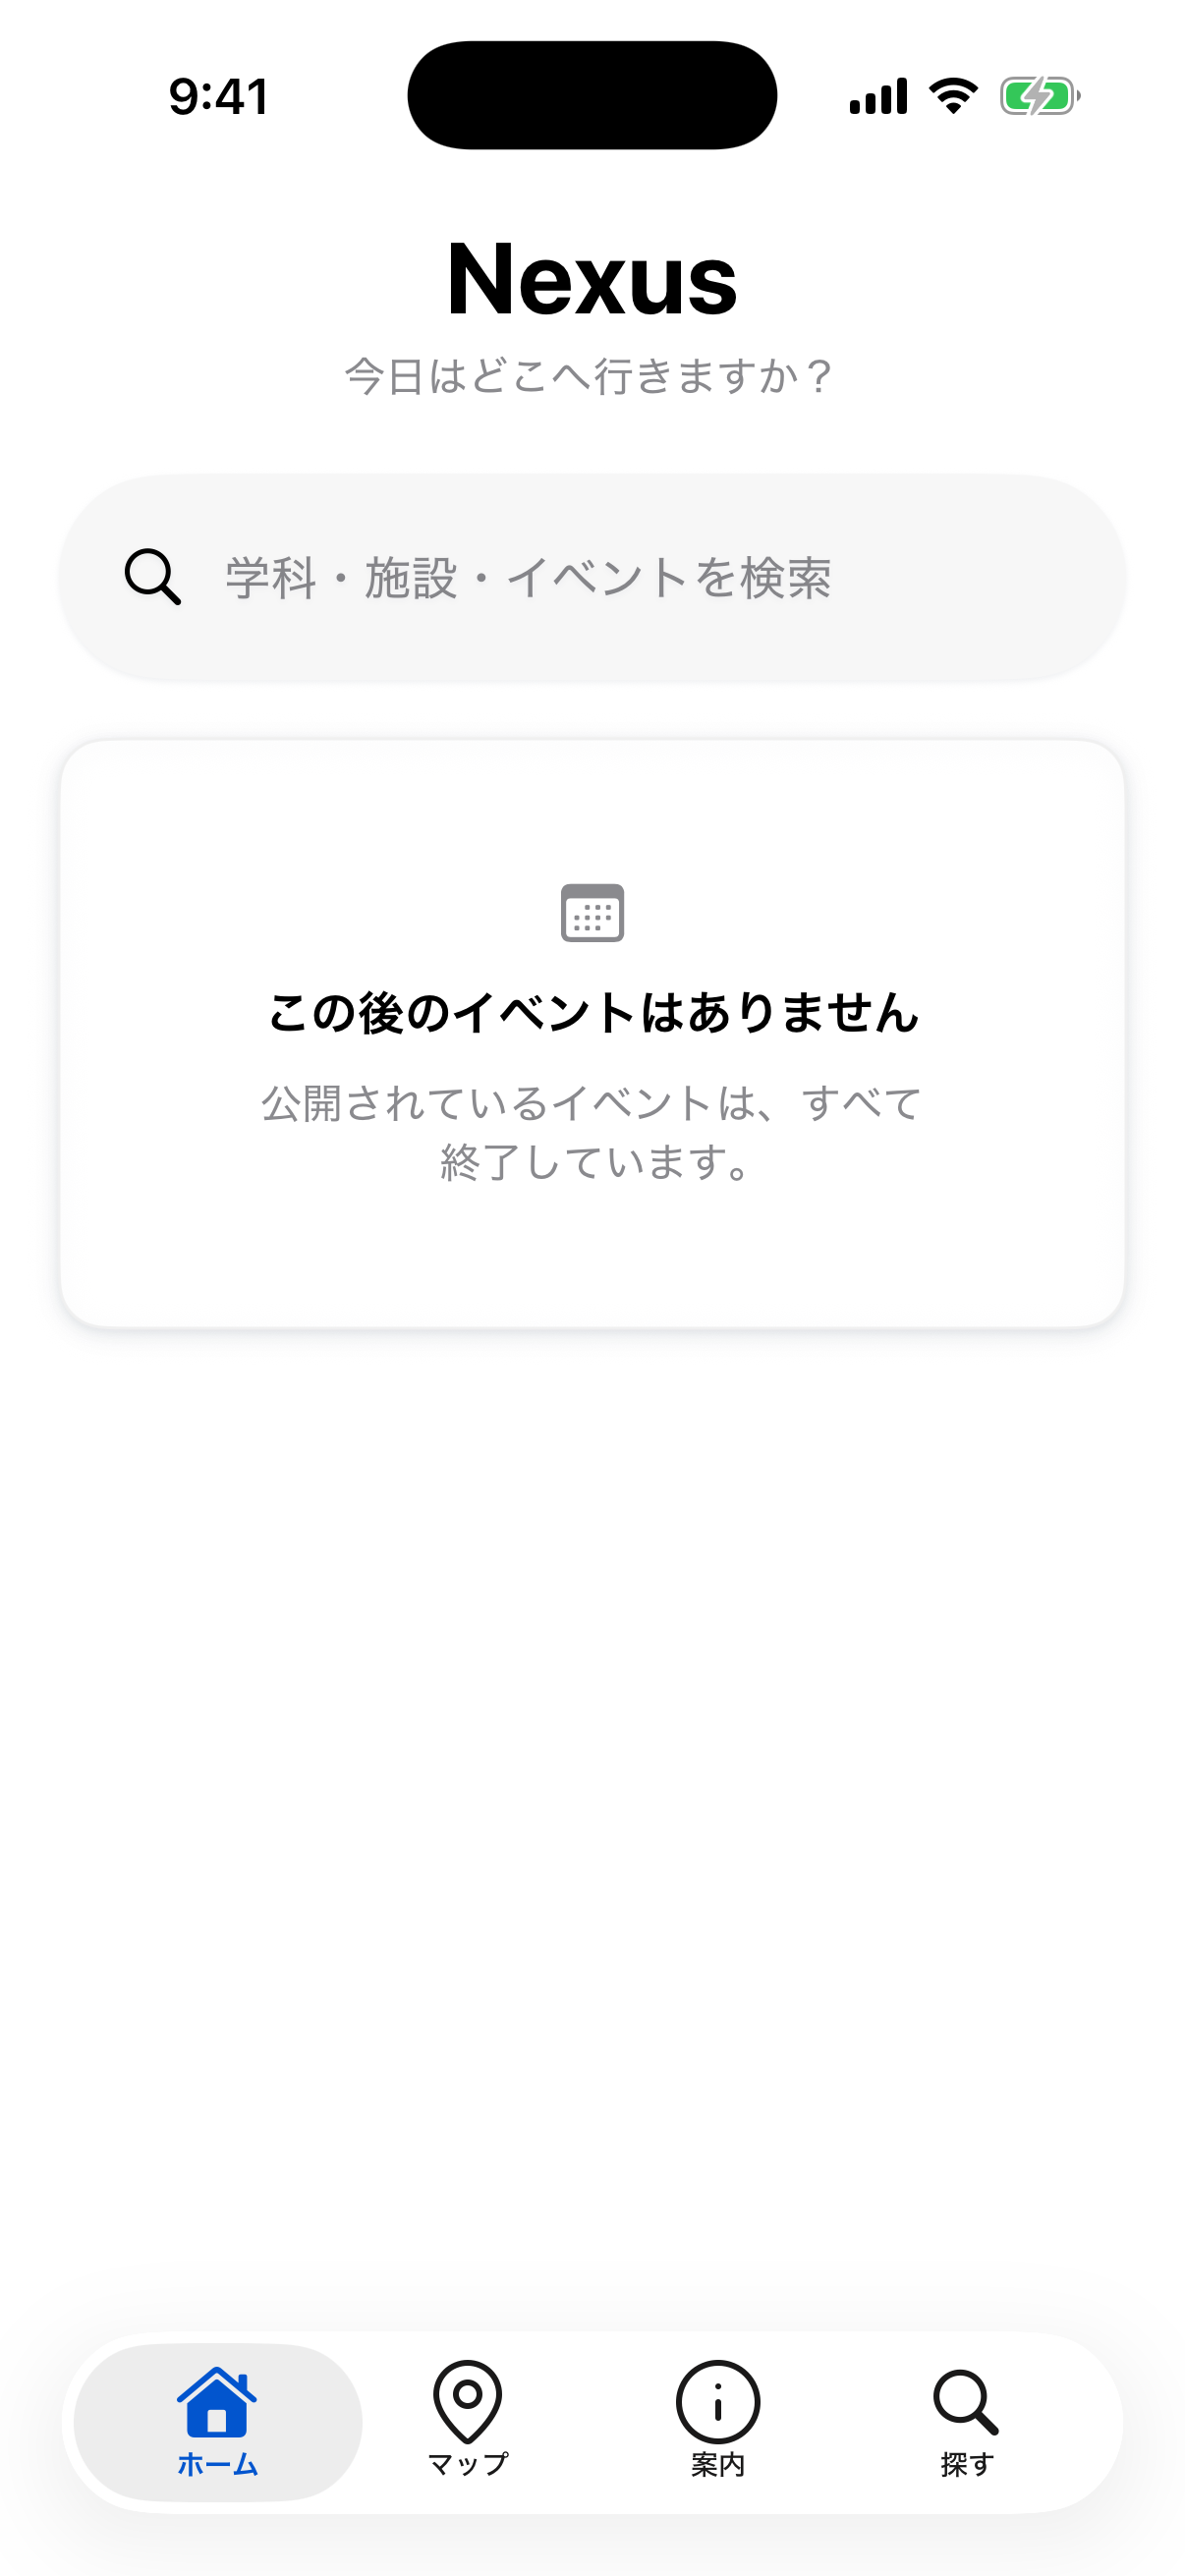 9:41
Nexus
今日はどこへ行きますか？
学科・施設・イベントを検索
この後のイベントはありません
公開されているイベントは、すべて
終了しています。
ホーム
マップ
案内
探す